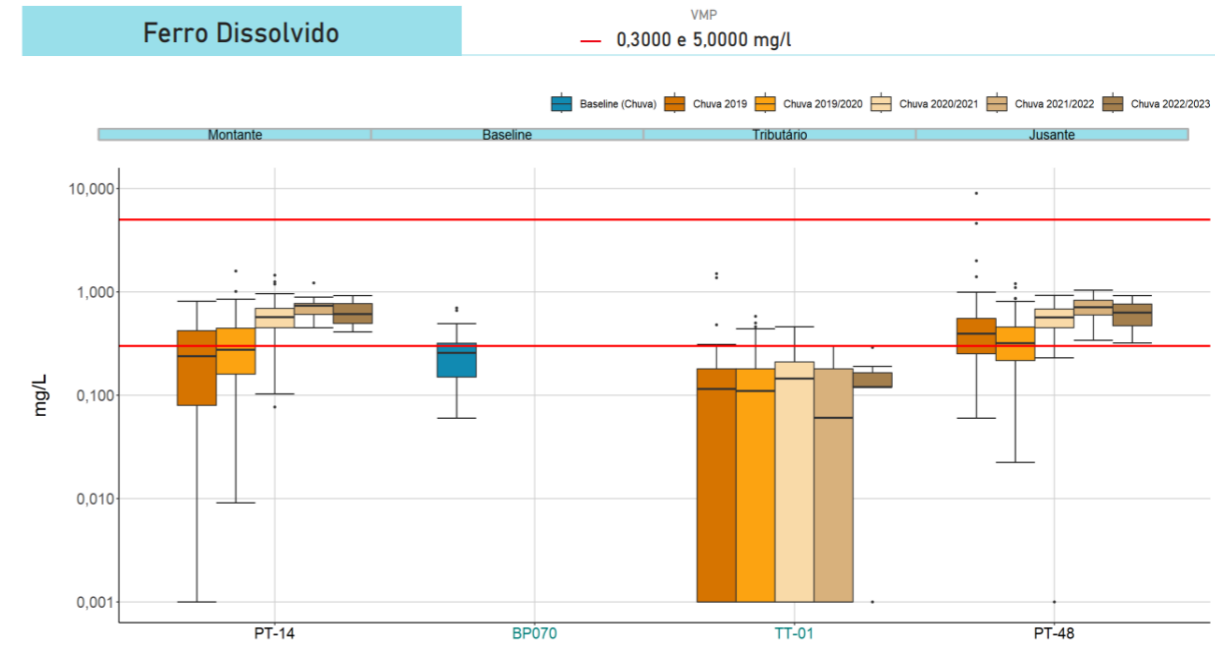 Ferro Dissolvido
VMP
0,3000 e 5,0000 mg/l
Baseline (Chuva) Chuva 2019 Chuva 2019/2020 Chuva 2020/2021 Chuva 2021/2022 Chuva 2022/2023
Montante Baseline Tributário Jusante
10,000
1,000
0,100
0,010
0,001
mg/L
PT-14 BP070 TT-01 PT-48